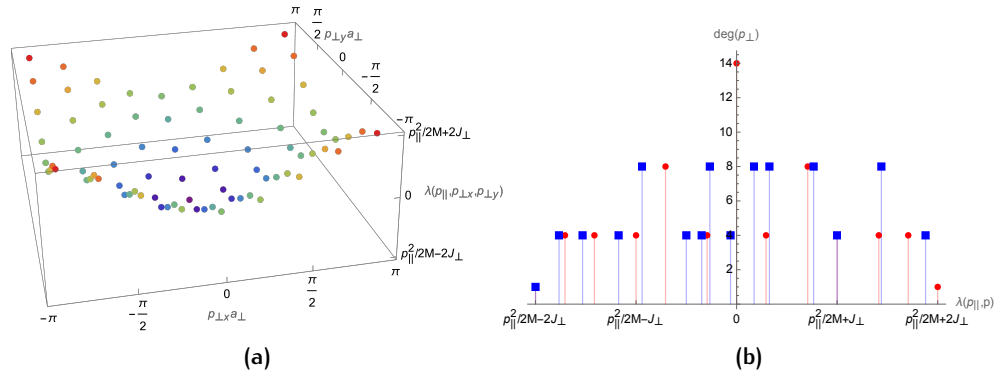 π
π/2
p⊥y a⊥
0
-π/2
-π
p∥²/2M+2J⊥
λ(p∥,p⊥x,p⊥y)
0
p∥²/2M-2J⊥
-π
-π/2
p⊥x a⊥
0
π/2
π
(a)
deg(p⊥)
14
12
10
8
6
4
2
λ(p∥,p)
p∥²/2M-2J⊥
p∥²/2M-J⊥
0
p∥²/2M+J⊥
p∥²/2M+2J⊥
(b)